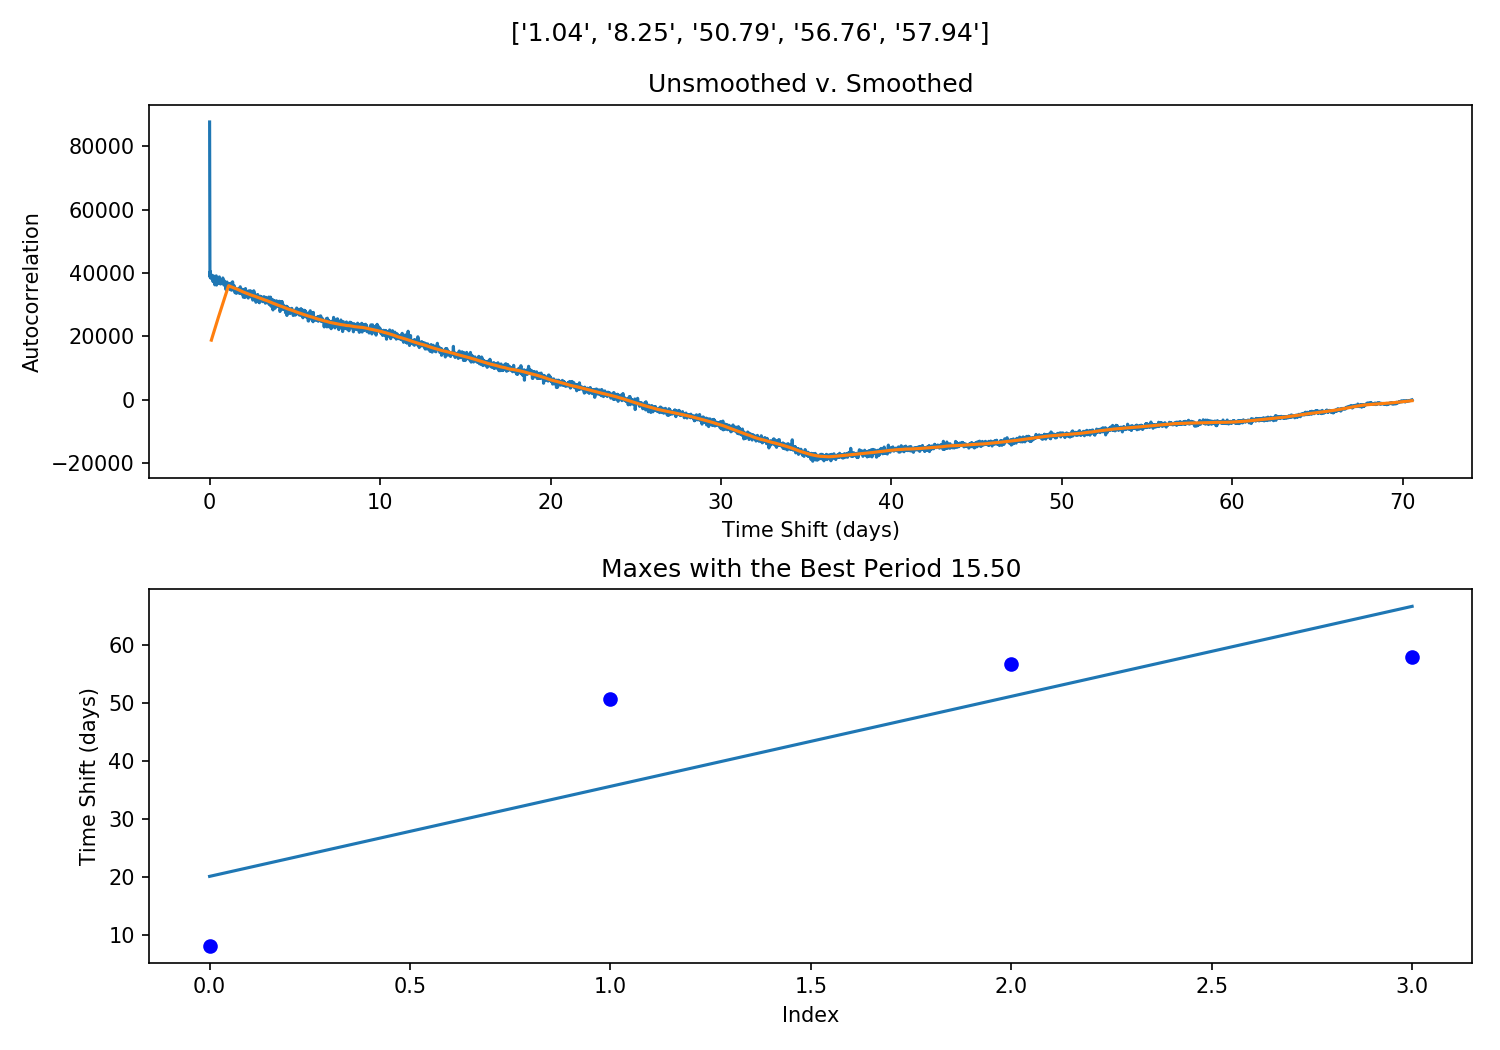 ['1.04', '8.25', '50.79', '56.76', '57.94']
Unsmoothed v. Smoothed
Autocorrelation
80000
60000
40000
20000
0
−20000
0 10 20 30 40 50 60 70
Time Shift (days)
Maxes with the Best Period 15.50
Time Shift (days)
60
50
40
30
20
10
0.0 0.5 1.0 1.5 2.0 2.5 3.0
Index